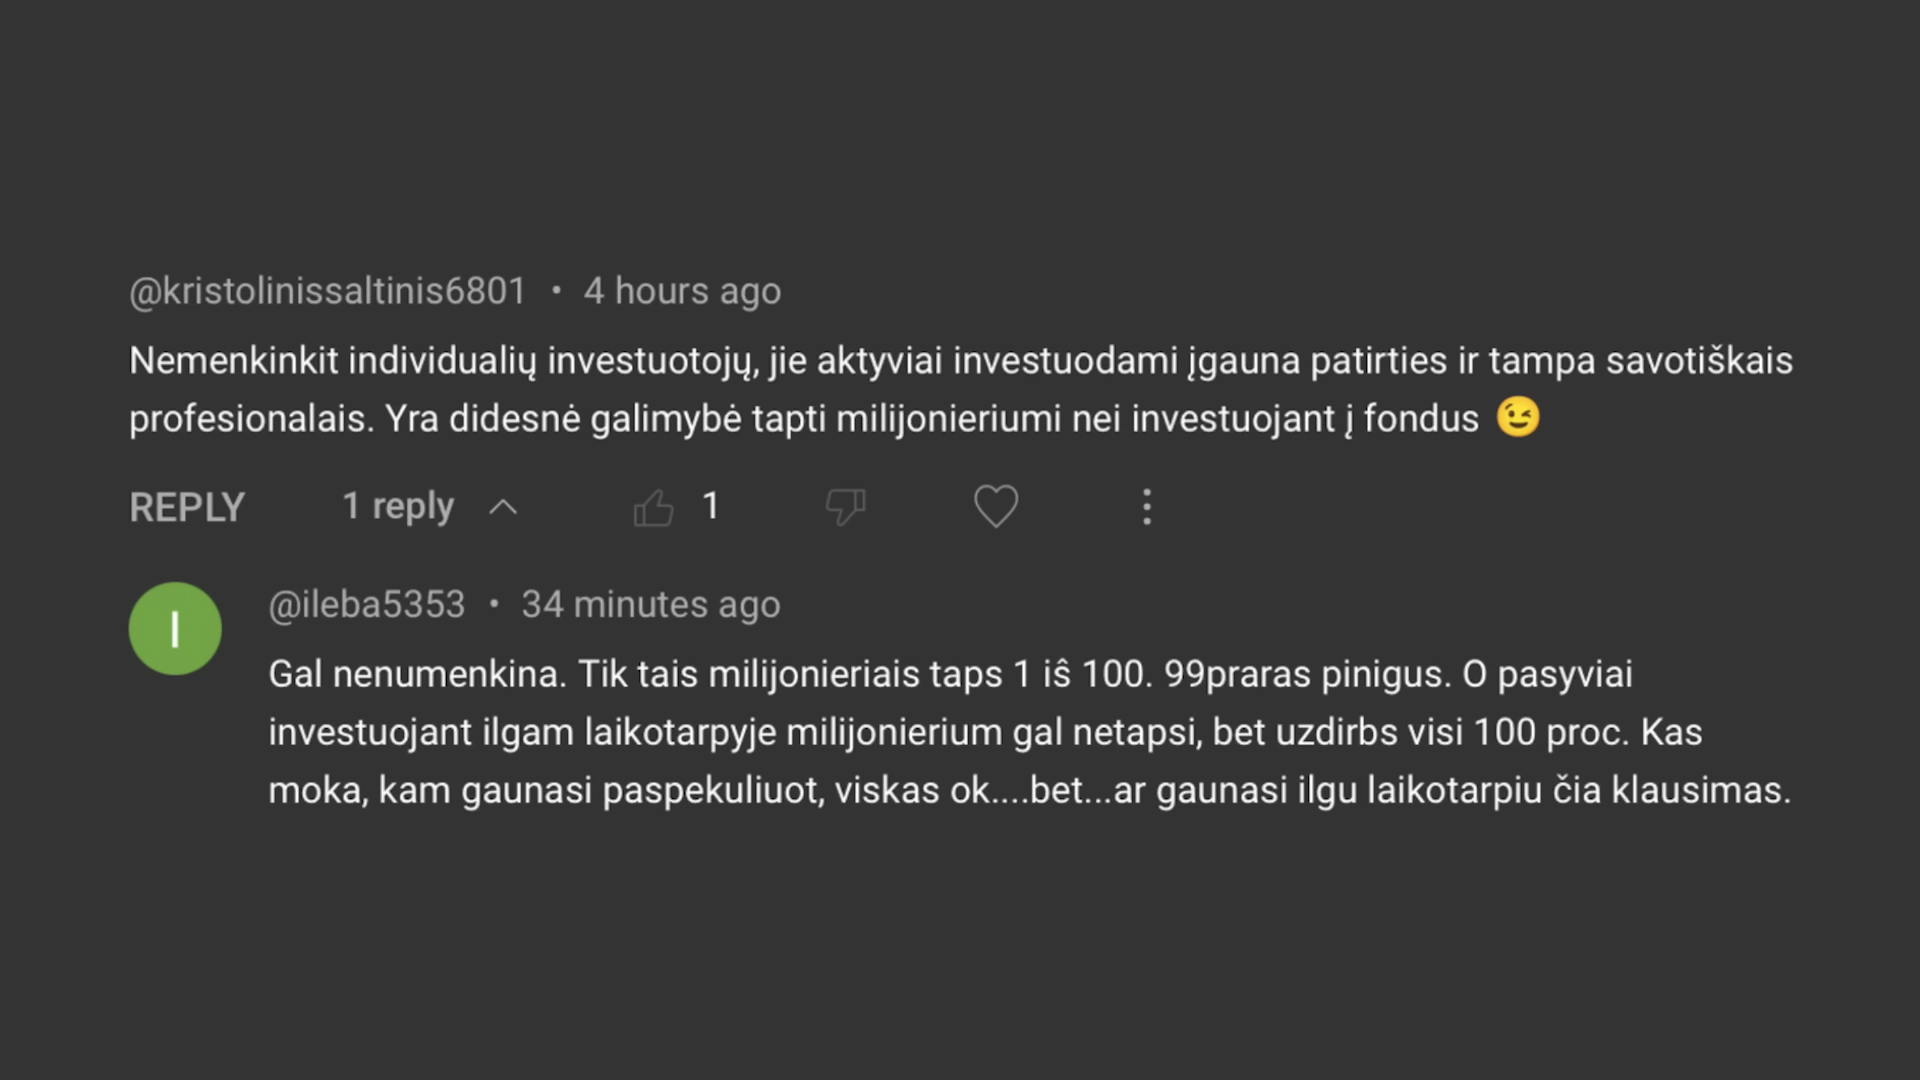 @kristolinissaltinis6801 • 4 hours ago
Nemenkinkit individualių investuotojų, jie aktyviai investuodami įgauna patirties ir tampa savotiškais
profesionalais. Yra didesnė galimybė tapti milijonieriumi nei investuojant į fondus 😉
REPLY 1 reply 1
I
@ileba5353 • 34 minutes ago
Gal nenumenkina. Tik tais milijonieriais taps 1 iŝ 100. 99praras pinigus. O pasyviai
investuojant ilgam laikotarpyje milijonierium gal netapsi, bet uzdirbs visi 100 proc. Kas
moka, kam gaunasi paspekuliuot, viskas ok....bet...ar gaunasi ilgu laikotarpiu čia klausimas.